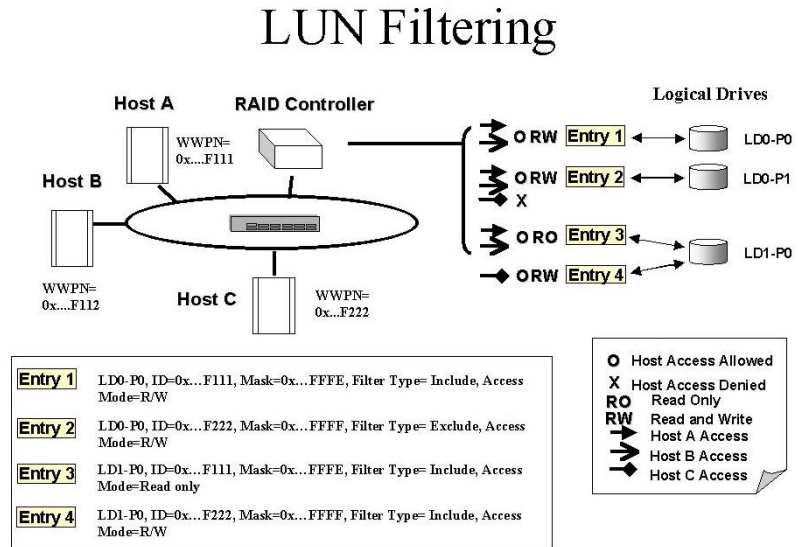 LUN Filtering
Logical Drives
Host A
RAID Controller
WWPN=
0x....F111
O RW Entry 1
LD0-P0
Host B
O RW Entry 2
LD0-P1
X
O RO Entry 3
LD1-P0
Host C
O RW Entry 4
WWPN=
0x....F112
WWPN=
0x...F222
Entry 1 LD0-P0, ID=0x...F111, Mask=0x...FFFE, Filter Type= Include, Access
Mode=R/W
Entry 2 LD0-P0, ID=0x...F222, Mask=0x...FFFF, Filter Type= Exclude, Access
Mode=R/W
Entry 3 LD1-P0, ID=0x...F111, Mask=0x...FFFE, Filter Type= Include, Access
Mode=Read only
Entry 4 LD1-P0, ID=0x...F222, Mask=0x...FFFF, Filter Type= Include, Access
Mode=R/W
O Host Access Allowed
X Host Access Denied
RO Read Only
RW Read and Write
Host A Access
Host B Access
Host C Access